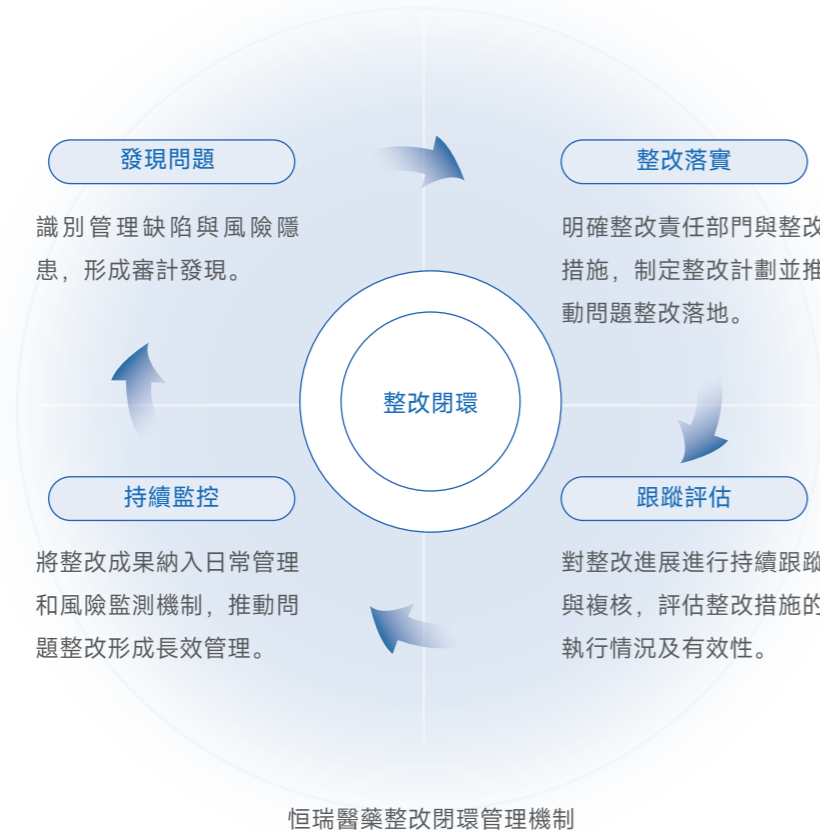 發現問題
識別管理缺陷與風險隱
患，形成審計發現。
整改落實
明確整改責任部門與整改
措施，制定整改計劃並推
動問題整改落地。
整改閉環
持續監控
將整改成果納入日常管理
和風險監測機制，推動問
題整改形成長效管理。
跟蹤評估
對整改進展進行持續跟蹤
與複核，評估整改措施的
執行情況及有效性。
恒瑞醫藥整改閉環管理機制